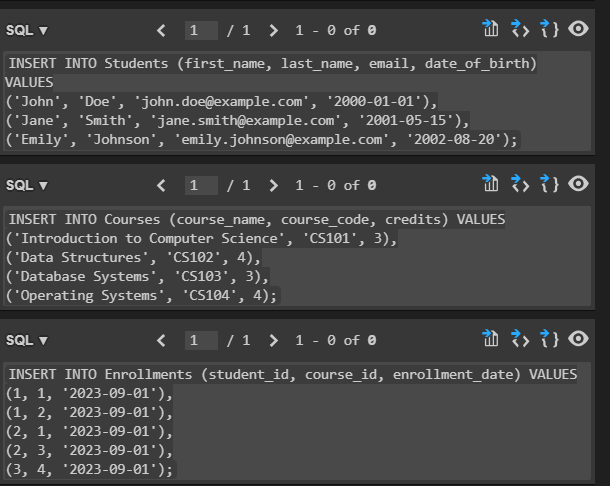 SQL ▼ < 1 / 1 > 1 - 0 of 0
INSERT INTO Students (first_name, last_name, email, date_of_birth)
VALUES
('John', 'Doe', 'john.doe@example.com', '2000-01-01'),
('Jane', 'Smith', 'jane.smith@example.com', '2001-05-15'),
('Emily', 'Johnson', 'emily.johnson@example.com', '2002-08-20');
SQL ▼ < 1 / 1 > 1 - 0 of 0
INSERT INTO Courses (course_name, course_code, credits) VALUES
('Introduction to Computer Science', 'CS101', 3),
('Data Structures', 'CS102', 4),
('Database Systems', 'CS103', 3),
('Operating Systems', 'CS104', 4);
SQL ▼ < 1 / 1 > 1 - 0 of 0
INSERT INTO Enrollments (student_id, course_id, enrollment_date) VALUES
(1, 1, '2023-09-01'),
(1, 2, '2023-09-01'),
(2, 1, '2023-09-01'),
(2, 3, '2023-09-01'),
(3, 4, '2023-09-01');